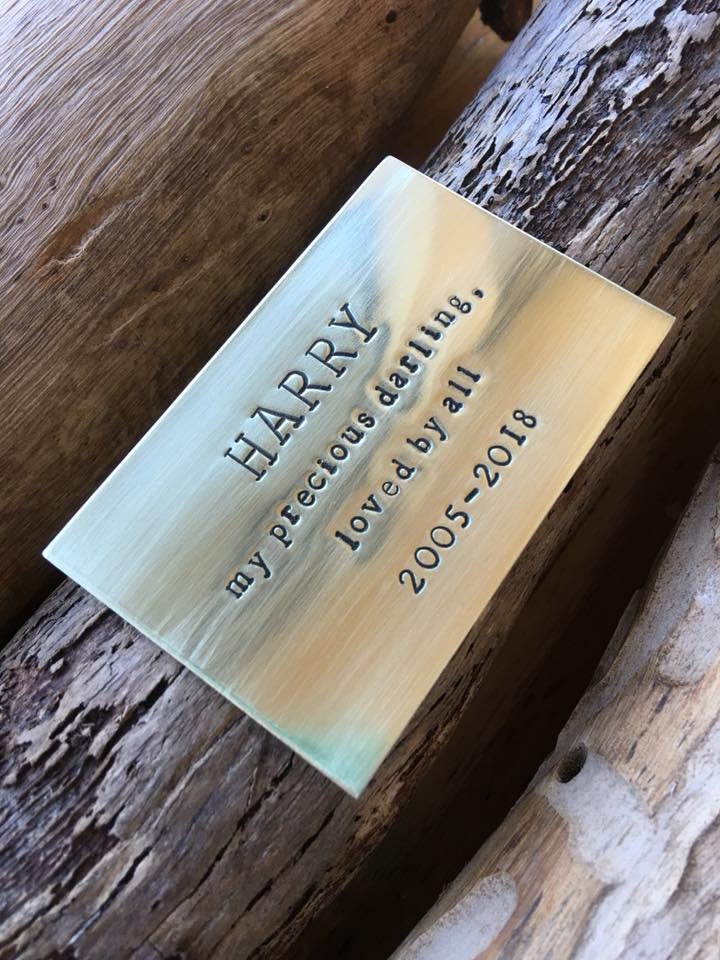 HARRY
my precious darling,
loved by all
2005-2018